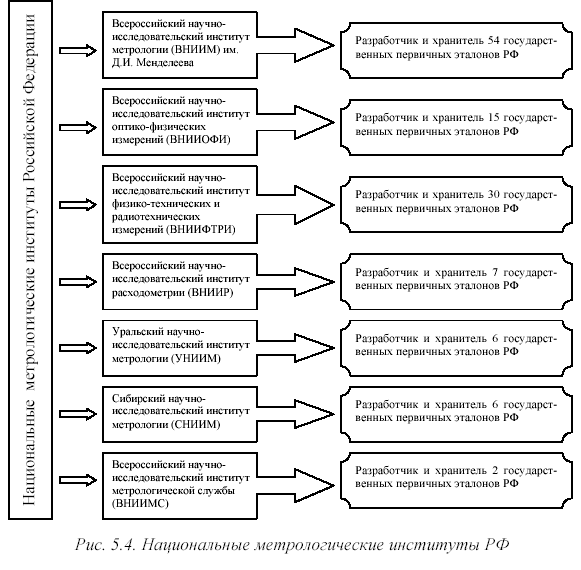 Национальные метрологические институты Российской Федерации
Всероссийский научно-
исследовательский институт
метрологии (ВНИИМ) им.
Д.И. Менделеева
Разработчик и хранитель 54 государст-
венных первичных эталонов РФ
Всероссийский научно-
исследовательский институт
оптико-физических
измерений (ВНИИОФИ)
Разработчик и хранитель 15 государст-
венных первичных эталонов РФ
Всероссийский научно-
исследовательский институт
физико-технических и
радиотехнических
измерений (ВНИИФТРИ)
Разработчик и хранитель 30 государст-
венных первичных эталонов РФ
Всероссийский научно-
исследовательский институт
расходометрии (ВНИИР)
Разработчик и хранитель 7 государст-
венных первичных эталонов РФ
Уральский научно-
исследовательский институт
метрологии (УНИИМ)
Разработчик и хранитель 6 государст-
венных первичных эталонов РФ
Сибирский научно-
исследовательский институт
метрологии (СНИИМ)
Разработчик и хранитель 6 государст-
венных первичных эталонов РФ
Всероссийский научно-
исследовательский институт
метрологической службы
(ВНИИМС)
Разработчик и хранитель 2 государст-
венных первичных эталонов РФ
Рис. 5.4. Национальные метрологические институты РФ